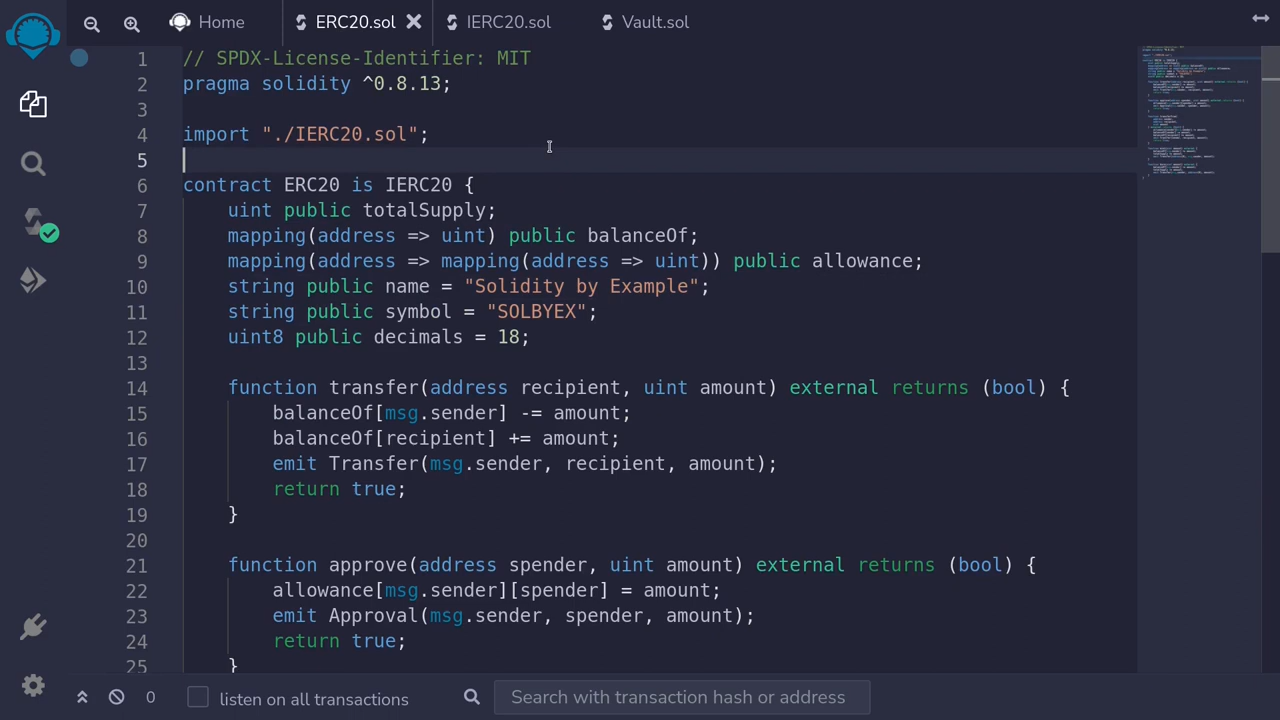 Home ERC20.sol IERC20.sol Vault.sol
1 // SPDX-License-Identifier: MIT
2 pragma solidity ^0.8.13;
3
4 import "./IERC20.sol";
5
6 contract ERC20 is IERC20 {
7 uint public totalSupply;
8 mapping(address => uint) public balanceOf;
9 mapping(address => mapping(address => uint)) public allowance;
10 string public name = "Solidity by Example";
11 string public symbol = "SOLBYEX";
12 uint8 public decimals = 18;
13
14 function transfer(address recipient, uint amount) external returns (bool) {
15 balanceOf[msg.sender] -= amount;
16 balanceOf[recipient] += amount;
17 emit Transfer(msg.sender, recipient, amount);
18 return true;
19 }
20
21 function approve(address spender, uint amount) external returns (bool) {
22 allowance[msg.sender][spender] = amount;
23 emit Approval(msg.sender, spender, amount);
24 return true;
25 }
0 listen on all transactions Search with transaction hash or address